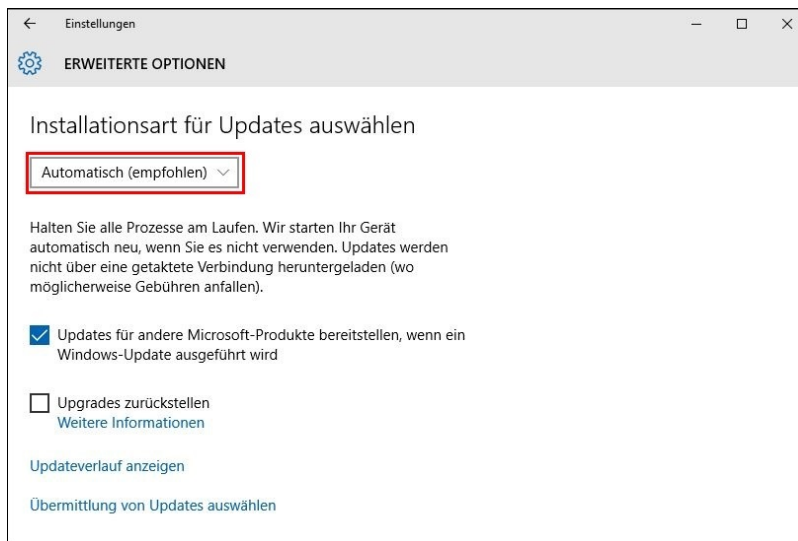 Einstellungen
ERWEITERTE OPTIONEN
Installationsart für Updates auswählen
Automatisch (empfohlen)
Halten Sie alle Prozesse am Laufen. Wir starten Ihr Gerät
automatisch neu, wenn Sie es nicht verwenden. Updates werden
nicht über eine getaktete Verbindung heruntergeladen (wo
möglicherweise Gebühren anfallen).
Updates für andere Microsoft-Produkte bereitstellen, wenn ein
Windows-Update ausgeführt wird
Upgrades zurückstellen
Weitere Informationen
Updateverlauf anzeigen
Übermittlung von Updates auswählen